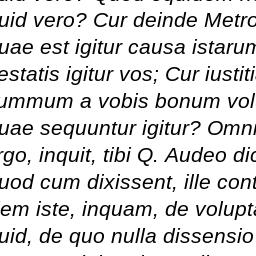 uid vero? Cur deinde Metro
uae est igitur causa istarum
estatis igitur vos; Cur iustiti
ummum a vobis bonum vol
uae sequuntur igitur? Omni
rgo, inquit, tibi Q. Audeo dic
uod cum dixissent, ille cont
em iste, inquam, de volupta
uid, de quo nulla dissensio